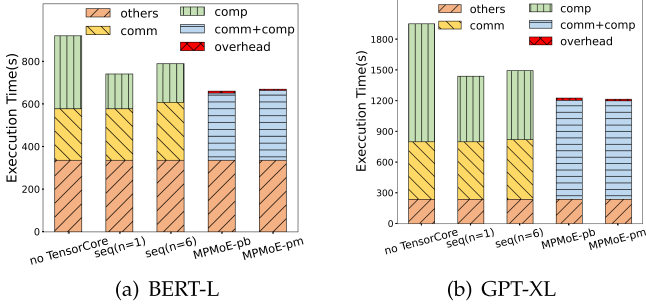 others
comm
comp
comm+comp
overhead
Execcution Time(s)
800
600
400
200
0
no TensorCore
seq(n=1)
seq(n=6)
MPMoE-pb
MPMoE-pm
(a) BERT-L
others
comm
comp
comm+comp
overhead
Execcution Time(s)
1800
1500
1200
900
600
300
0
no TensorCore
seq(n=1)
seq(n=6)
MPMoE-pb
MPMoE-pm
(b) GPT-XL